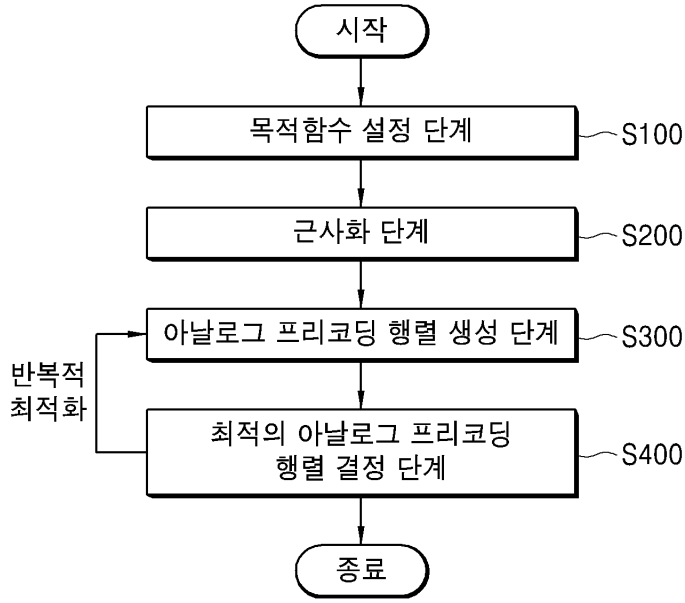 시작
목적함수 설정 단계
S100
근사화 단계
S200
아날로그 프리코딩 행렬 생성 단계
S300
반복적
최적화
최적의 아날로그 프리코딩
행렬 결정 단계
S400
종료